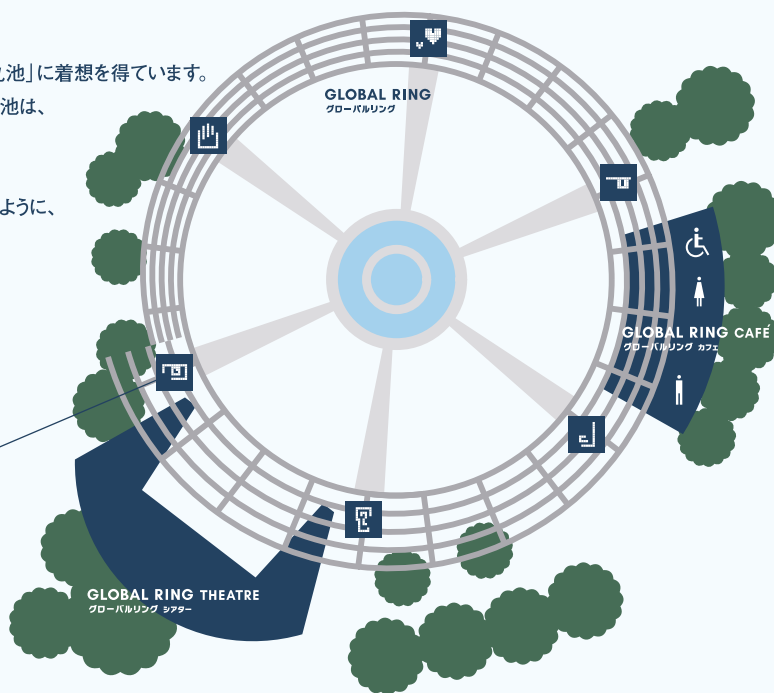 池」に着想を得ています。
池は、
ように、
GLOBAL RING
グローバルリング
GLOBAL RING CAFÉ
グローバルリング カフェ
GLOBAL RING THEATRE
グローバルリング シアター